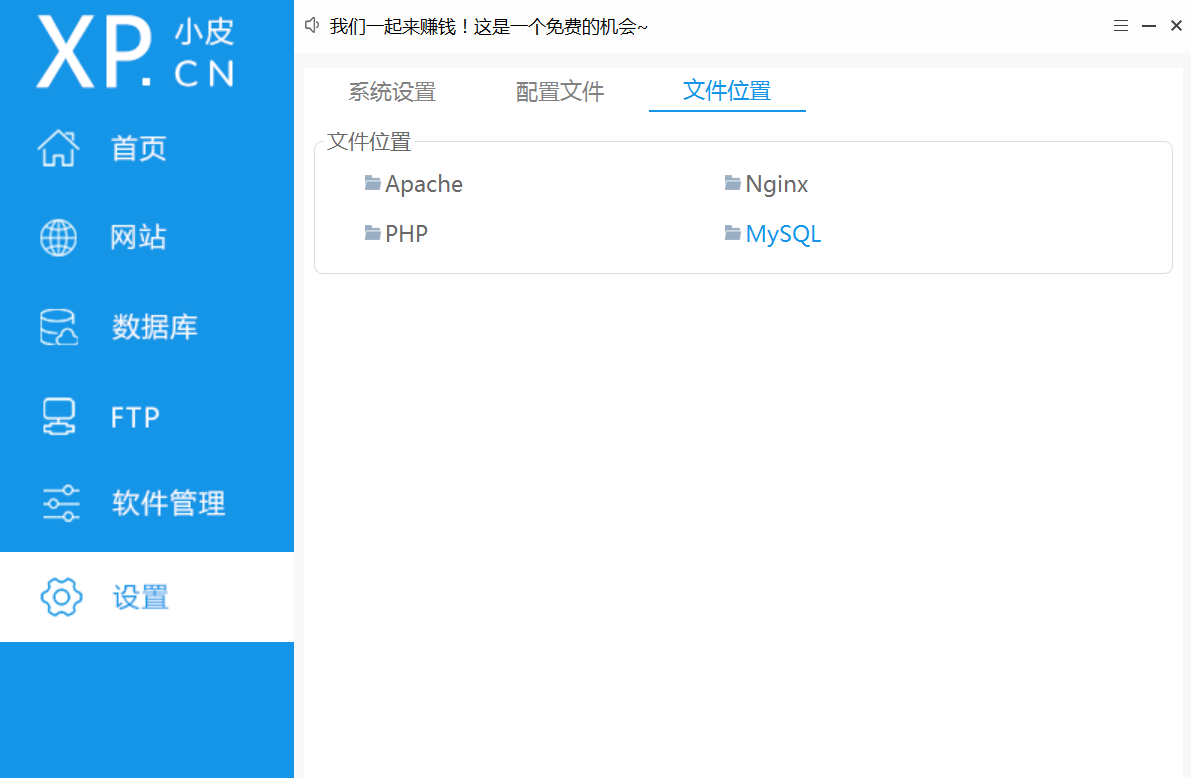 XP.小皮
CN
我们一起来赚钱！这是一个免费的机会~
首页
网站
数据库
FTP
软件管理
设置
系统设置 配置文件 文件位置
文件位置
Apache Nginx
PHP MySQL